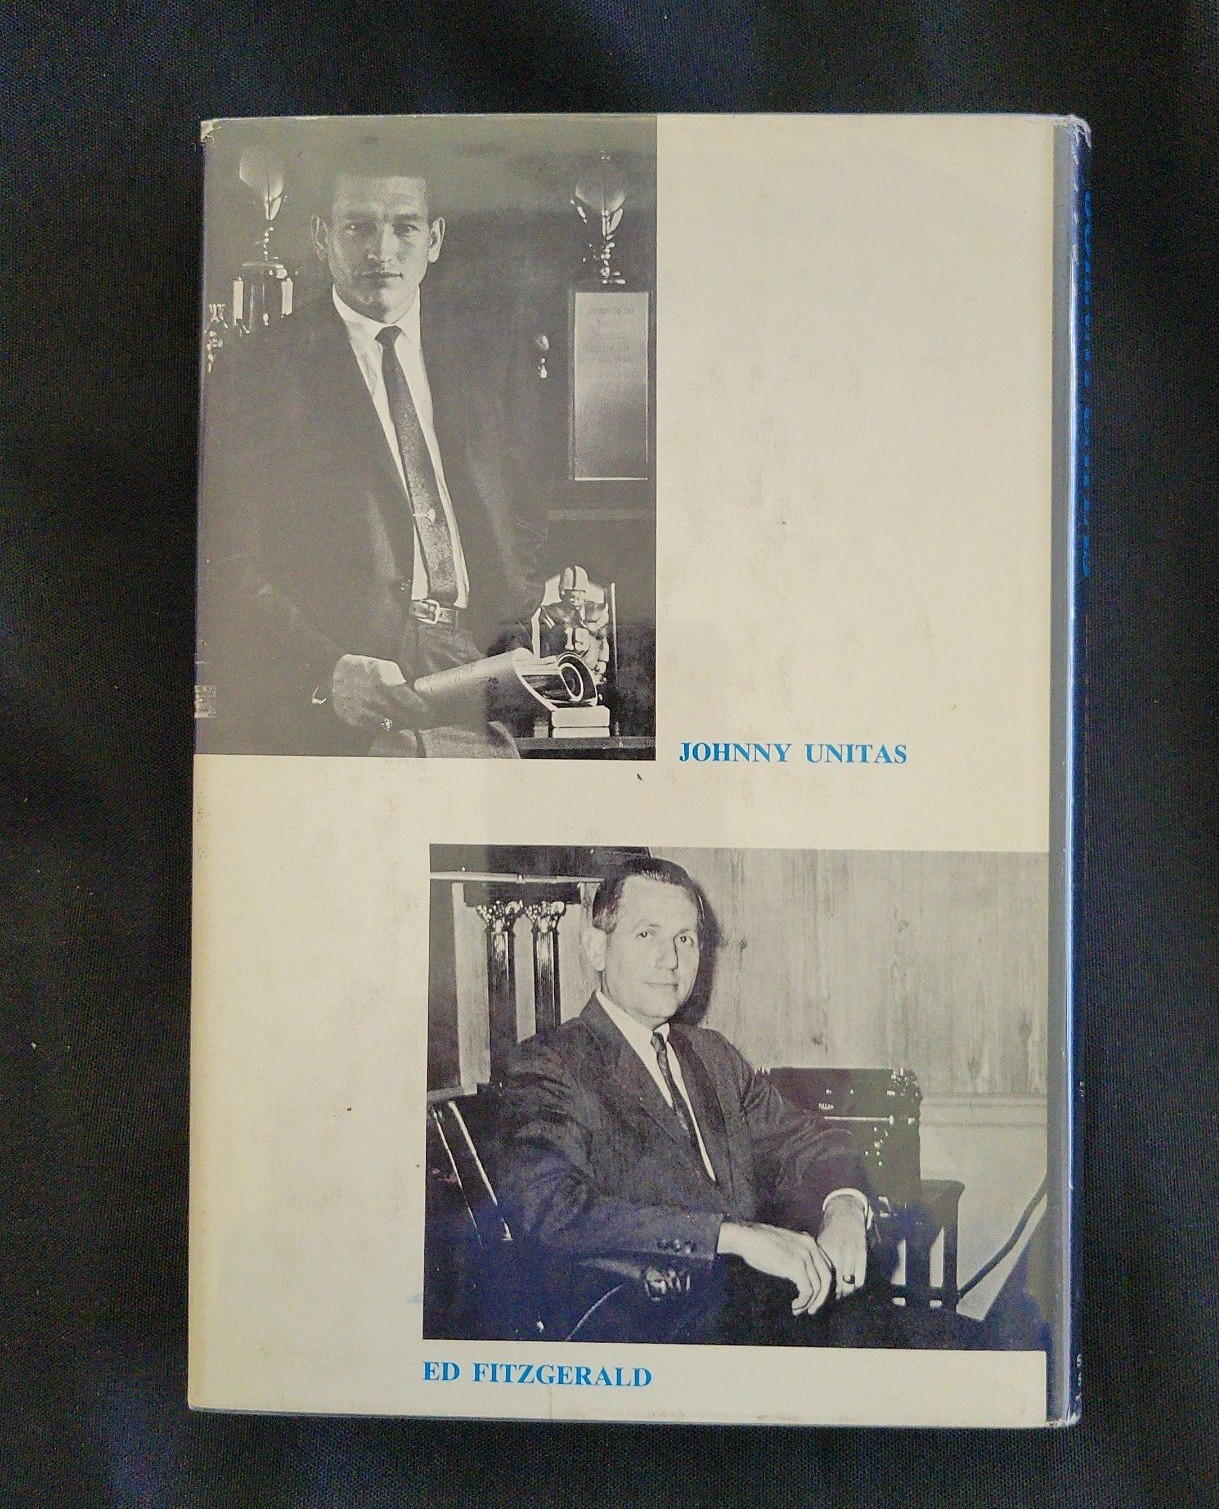 JOHNNY UNITAS
ED FITZGERALD